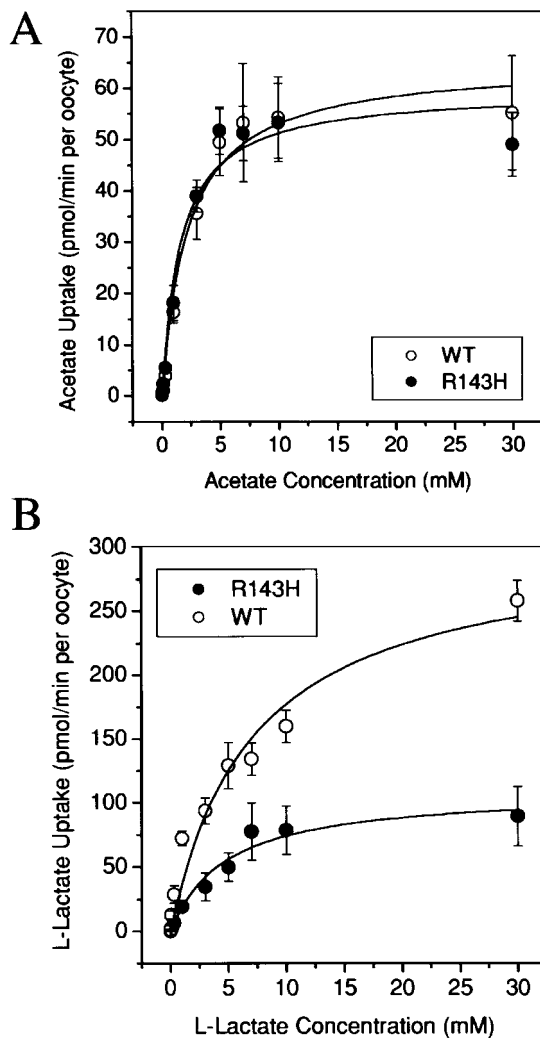 A
70
60
50
40
30
20
10
0
Acetate Uptake (pmol/min per oocyte)
WT
R143H
0 5 10 15 20 25 30
Acetate Concentration (mM)
B
300
250
200
150
100
50
0
L-Lactate Uptake (pmol/min per oocyte)
R143H
WT
0 5 10 15 20 25 30
L-Lactate Concentration (mM)